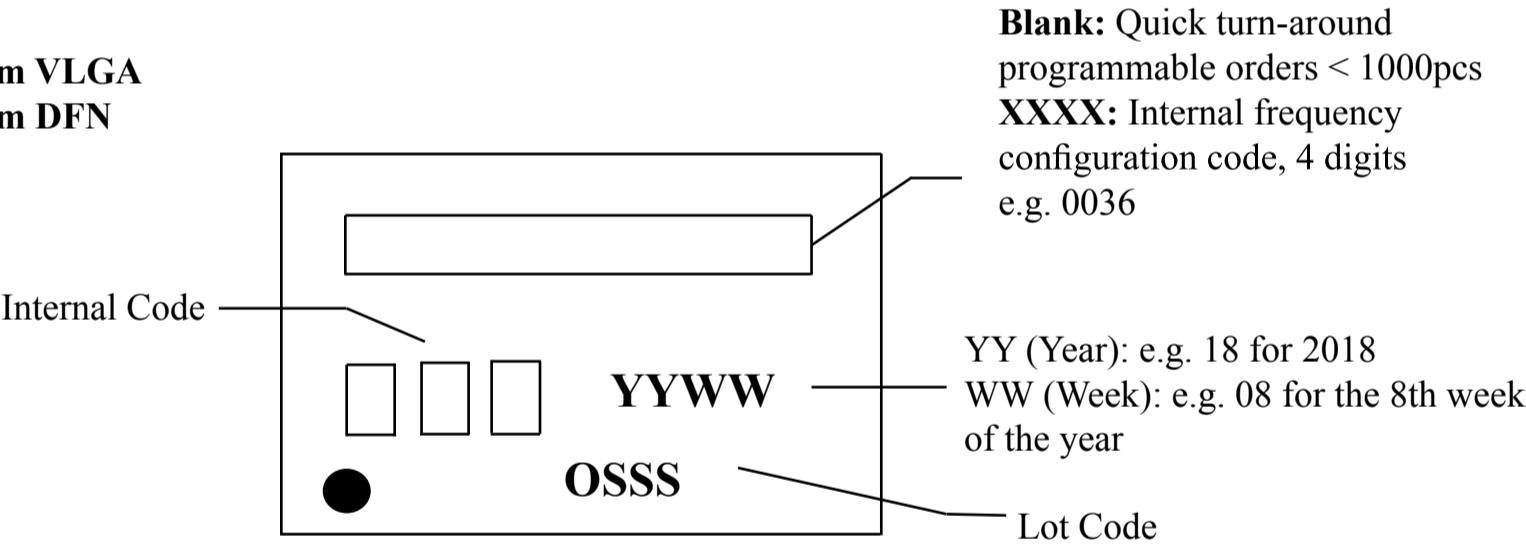 m VLGA
m DFN
Blank: Quick turn-around
programmable orders < 1000pcs
XXXX: Internal frequency
configuration code, 4 digits
e.g. 0036
Internal Code
YYWW
YY (Year): e.g. 18 for 2018
WW (Week): e.g. 08 for the 8th week
of the year
OSSS
Lot Code